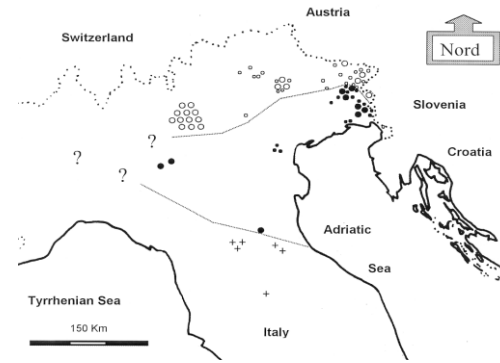 Austria
Switzerland
Nord
Slovenia
Croatia
?
?
?
Adriatic
Sea
Tyrrhenian Sea
150 Km
Italy